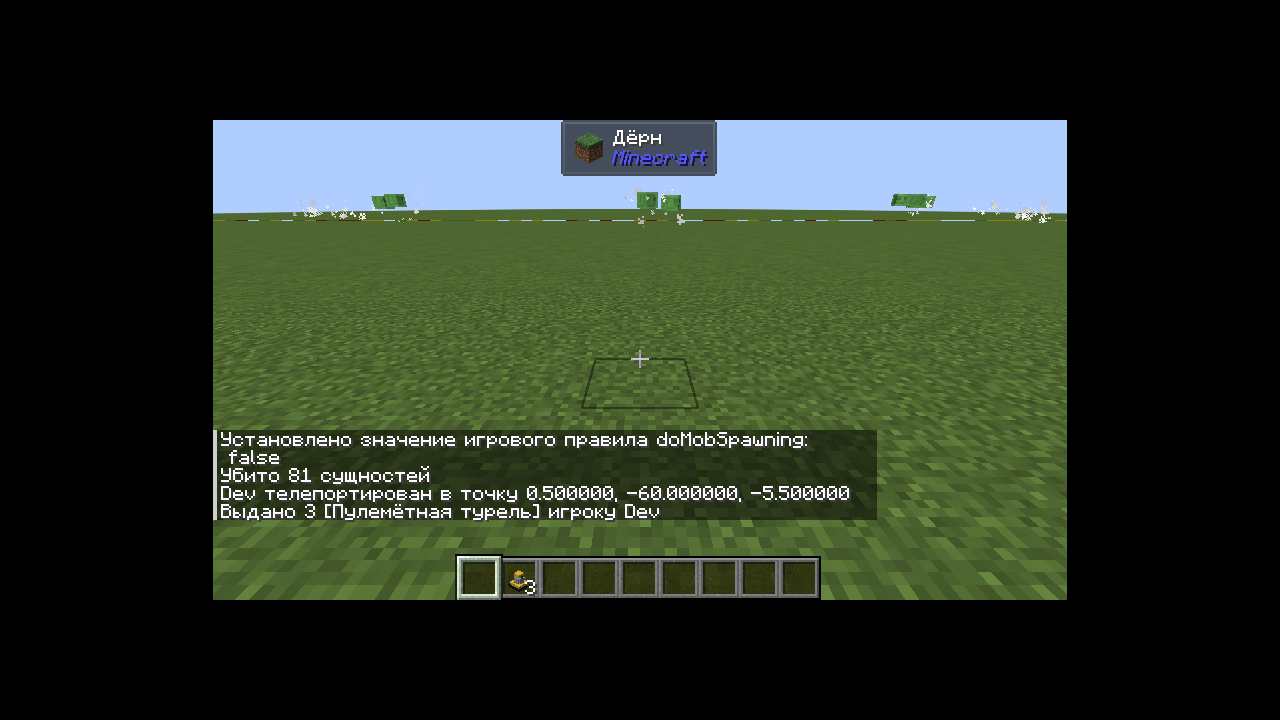 Дёрн
Minecraft
Установлено значение игрового правила doMobSpawning:
false
Убито 81 сущностей
Dev телепортирован в точку 0.500000, −60.000000, −5.500000
Выдано 3 [Пулемётная турель] игроку Dev
3